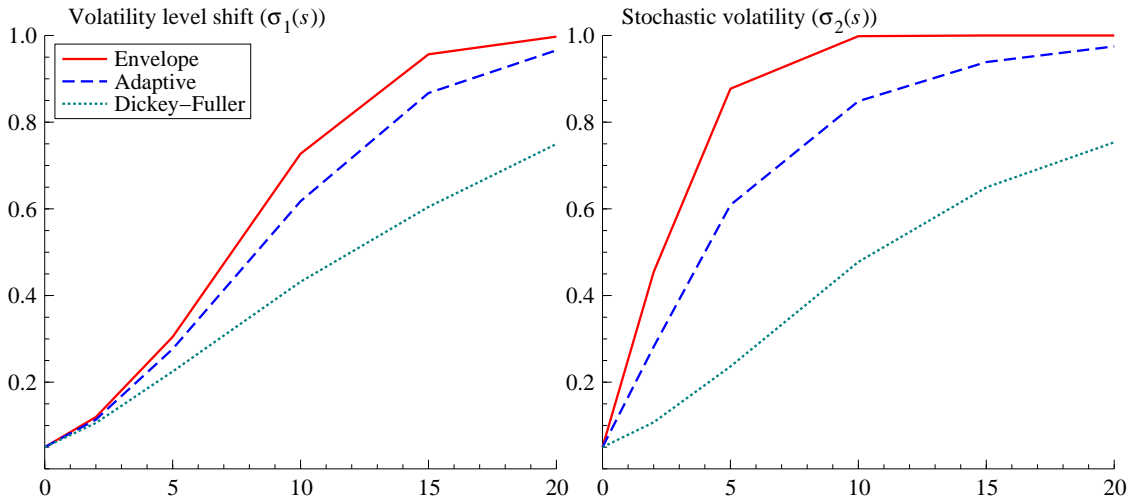 Volatility level shift (σ1(s))
Envelope
Adaptive
Dickey–Fuller
1.0
0.8
0.6
0.4
0.2
0 5 10 15 20
Stochastic volatility (σ2(s))
1.0
0.8
0.6
0.4
0.2
0 5 10 15 20